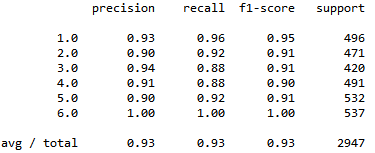 precision recall f1-score support
1.0 0.93 0.96 0.95 496
2.0 0.90 0.92 0.91 471
3.0 0.94 0.88 0.91 420
4.0 0.91 0.88 0.90 491
5.0 0.90 0.92 0.91 532
6.0 1.00 1.00 1.00 537
avg / total 0.93 0.93 0.93 2947